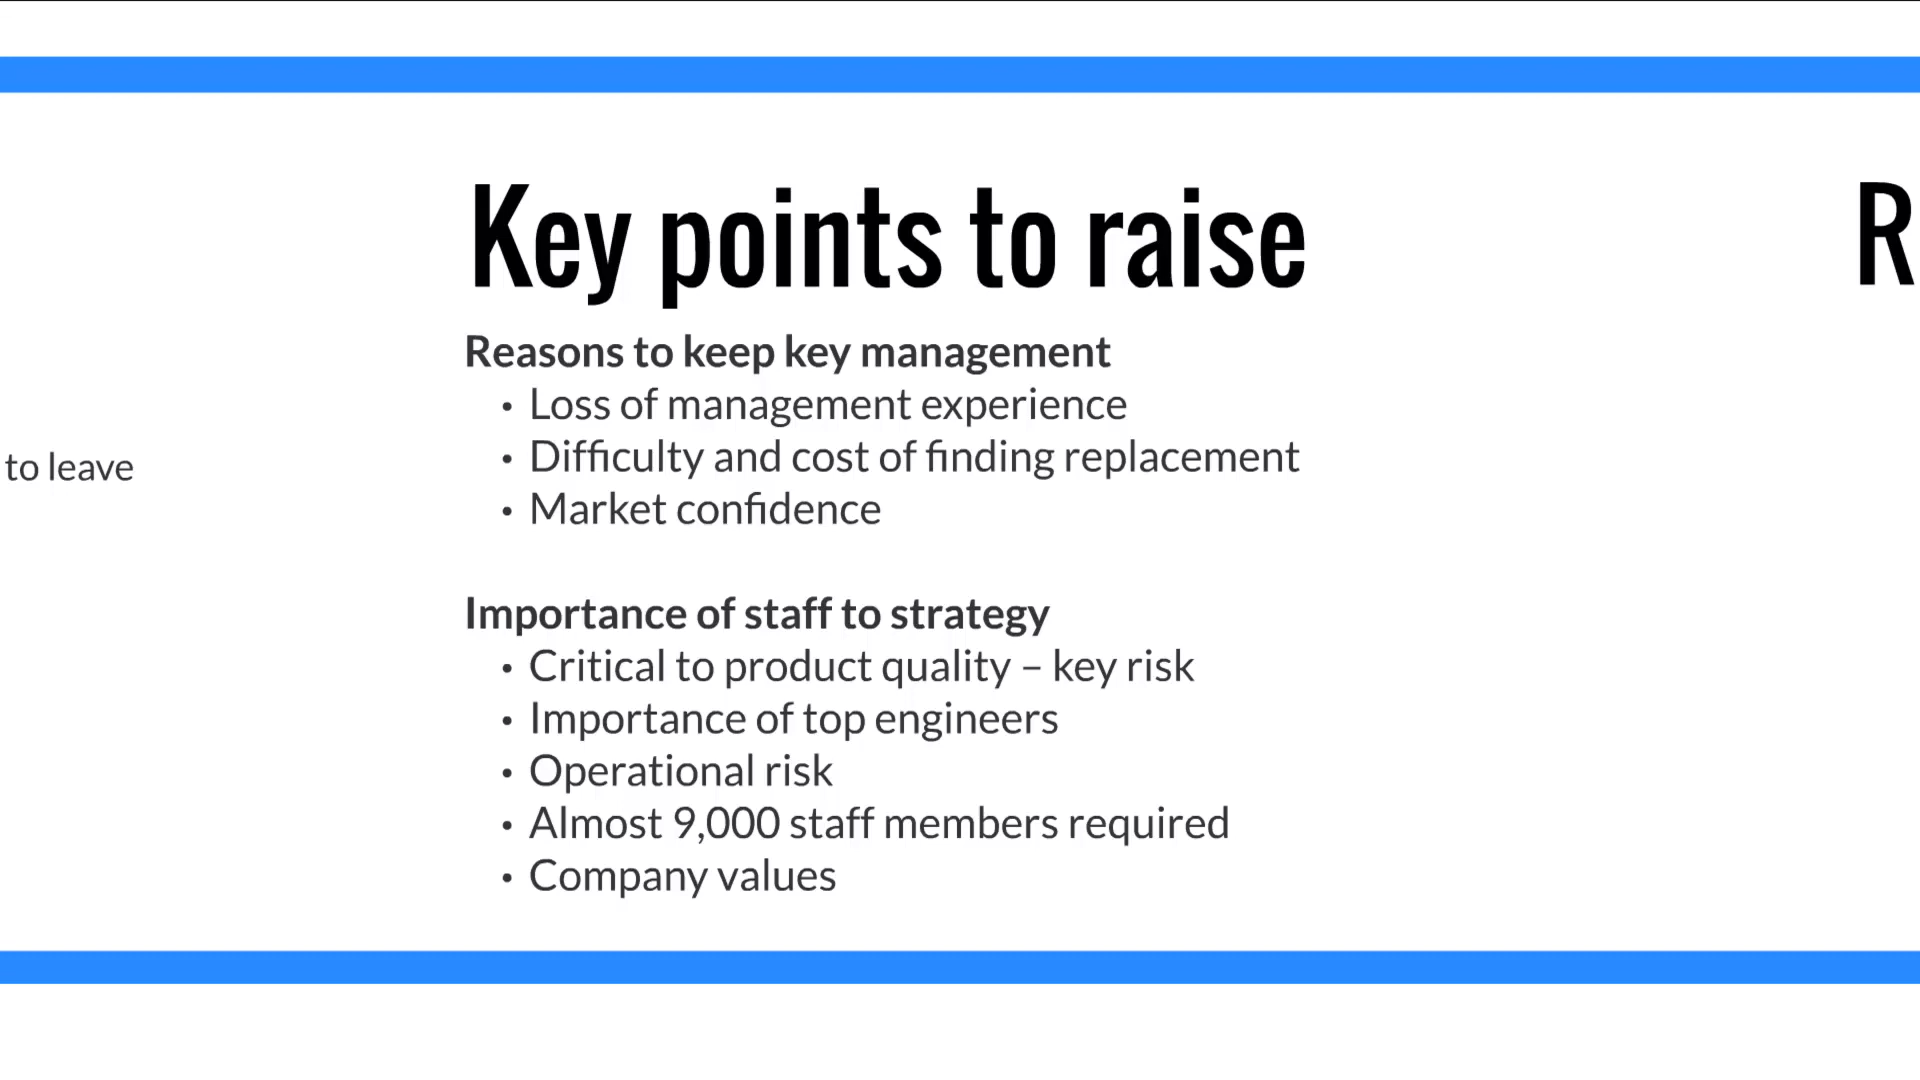 Key points to raise
R
Reasons to keep key management
• Loss of management experience
• Difficulty and cost of finding replacement
to leave
• Market confidence
Importance of staff to strategy
• Critical to product quality – key risk
• Importance of top engineers
• Operational risk
• Almost 9,000 staff members required
• Company values